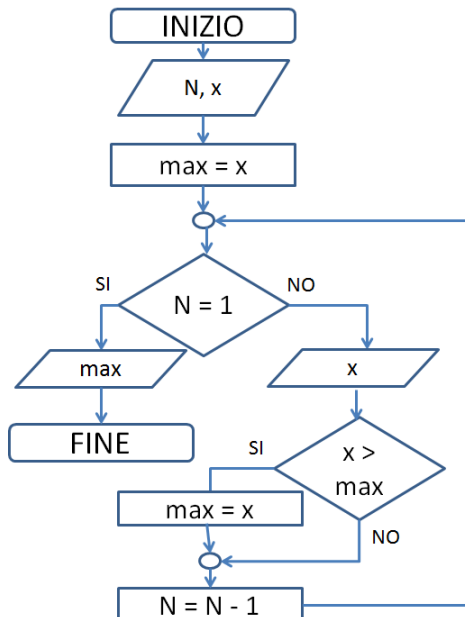 INIZIO
N, x
max = x
SI
NO
N = 1
max
x
FINE
SI
x >
max
max = x
NO
N = N - 1